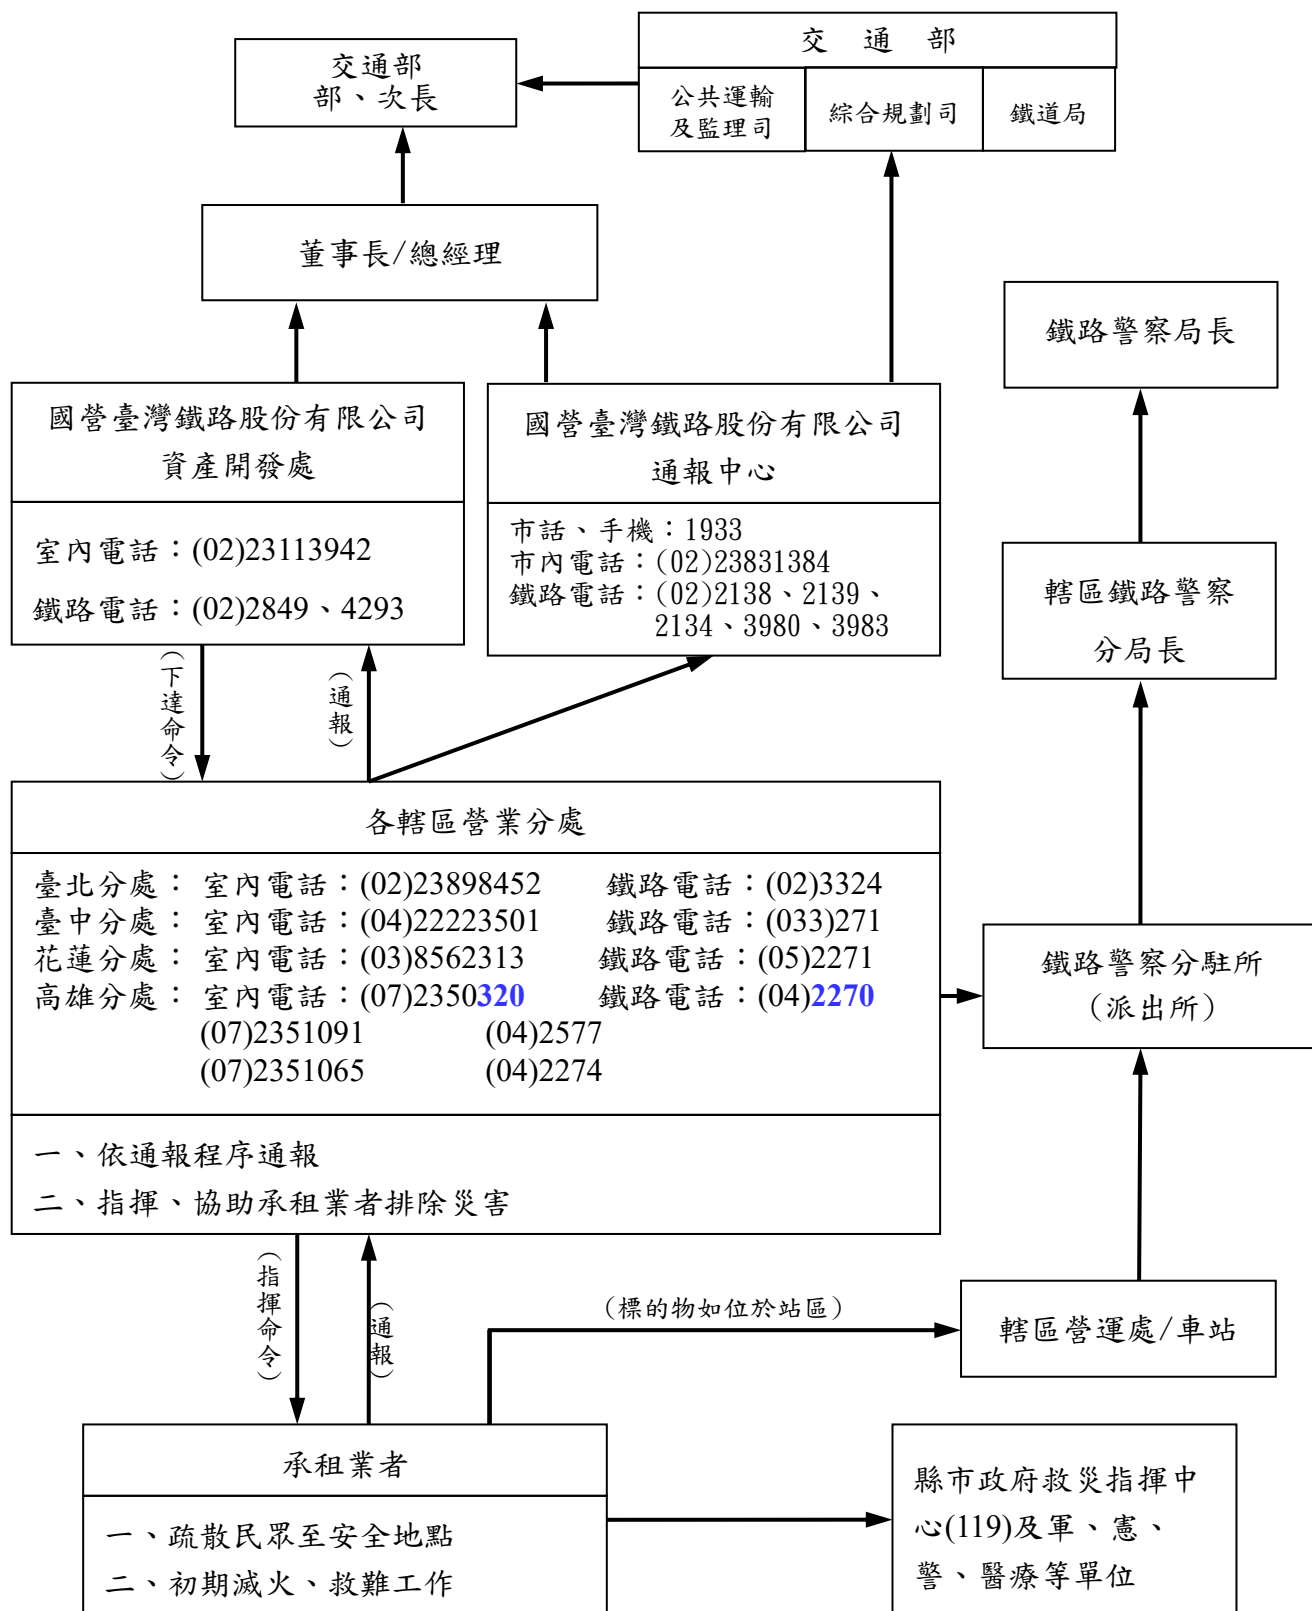 交通部
部、次長
交 通 部
公共運輸
及監理司
綜合規劃司
鐵道局
董事長/總經理
鐵路警察局長
國營臺灣鐵路股份有限公司
資產開發處
室內電話：(02)23113942
鐵路電話：(02)2849、4293
國營臺灣鐵路股份有限公司
通報中心
市話、手機：1933
市內電話：(02)23831384
鐵路電話：(02)2138、2139、
2134、3980、3983
轄區鐵路警察
分局長
（下達命令）
（通報）
各轄區營業分處
臺北分處： 室內電話：(02)23898452 鐵路電話：(02)3324
臺中分處： 室內電話：(04)22223501 鐵路電話：(033)271
花蓮分處： 室內電話：(03)8562313 鐵路電話：(05)2271
高雄分處： 室內電話：(07)2350320 鐵路電話：(04)2270
(07)2351091 (04)2577
(07)2351065 (04)2274
一、依通報程序通報
二、指揮、協助承租業者排除災害
鐵路警察分駐所
（派出所）
（指揮命令）
（通報）
（標的物如位於站區）
轄區營運處/車站
承租業者
一、疏散民眾至安全地點
二、初期滅火、救難工作
縣市政府救災指揮中
心(119)及軍、憲、
警、醫療等單位